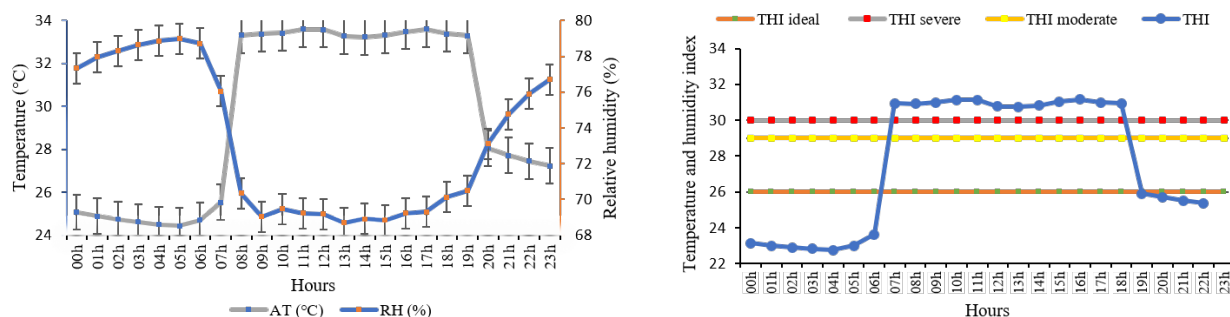 34
32
30
28
26
24
Temperature (°C)
80
78
76
74
72
70
68
Relative humidity (%)
00h
01h
02h
03h
04h
05h
06h
07h
08h
09h
10h
11h
12h
13h
14h
15h
16h
17h
18h
19h
20h
21h
22h
23h
Hours
AT (°C) RH (%)
THI ideal THI severe THI moderate THI
34
32
30
28
26
24
22
Temperature and humidity index
00h
01h
02h
03h
04h
05h
06h
07h
08h
09h
10h
11h
12h
13h
14h
15h
16h
17h
18h
19h
20h
21h
22h
23h
Hours